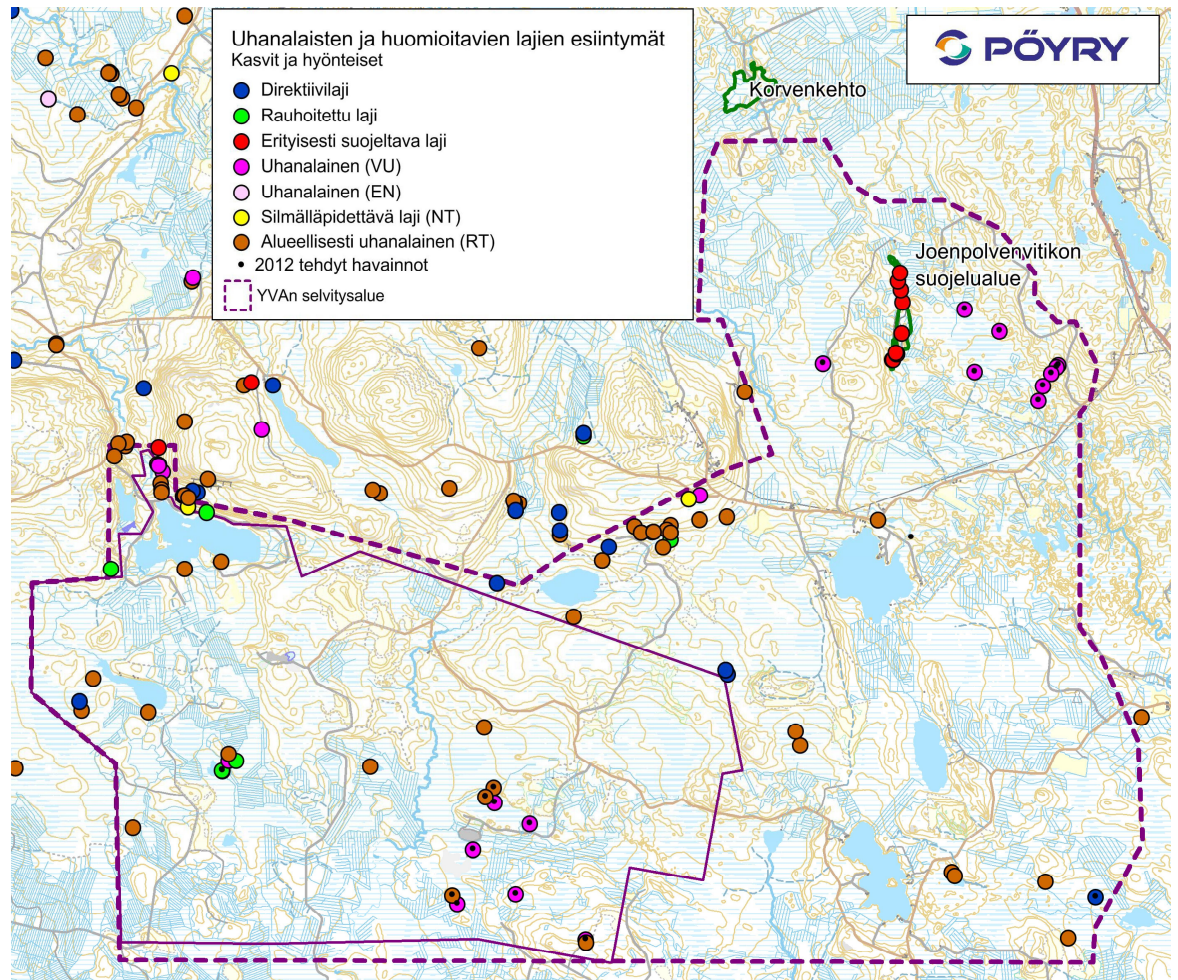 Uhanalaisten ja huomioitavien lajien esiintymät
Kasvit ja hyönteiset
Direktiivilaji
Rauhoitettu laji
Erityisesti suojeltava laji
Uhanalainen (VU)
Uhanalainen (EN)
Silmälläpidettävä laji (NT)
Alueellisesti uhanalainen (RT)
2012 tehdyt havainnot
YVAn selvitysalue
PÖYRY
Korvenkehto
Joenpolvenvitikon
suojelualue